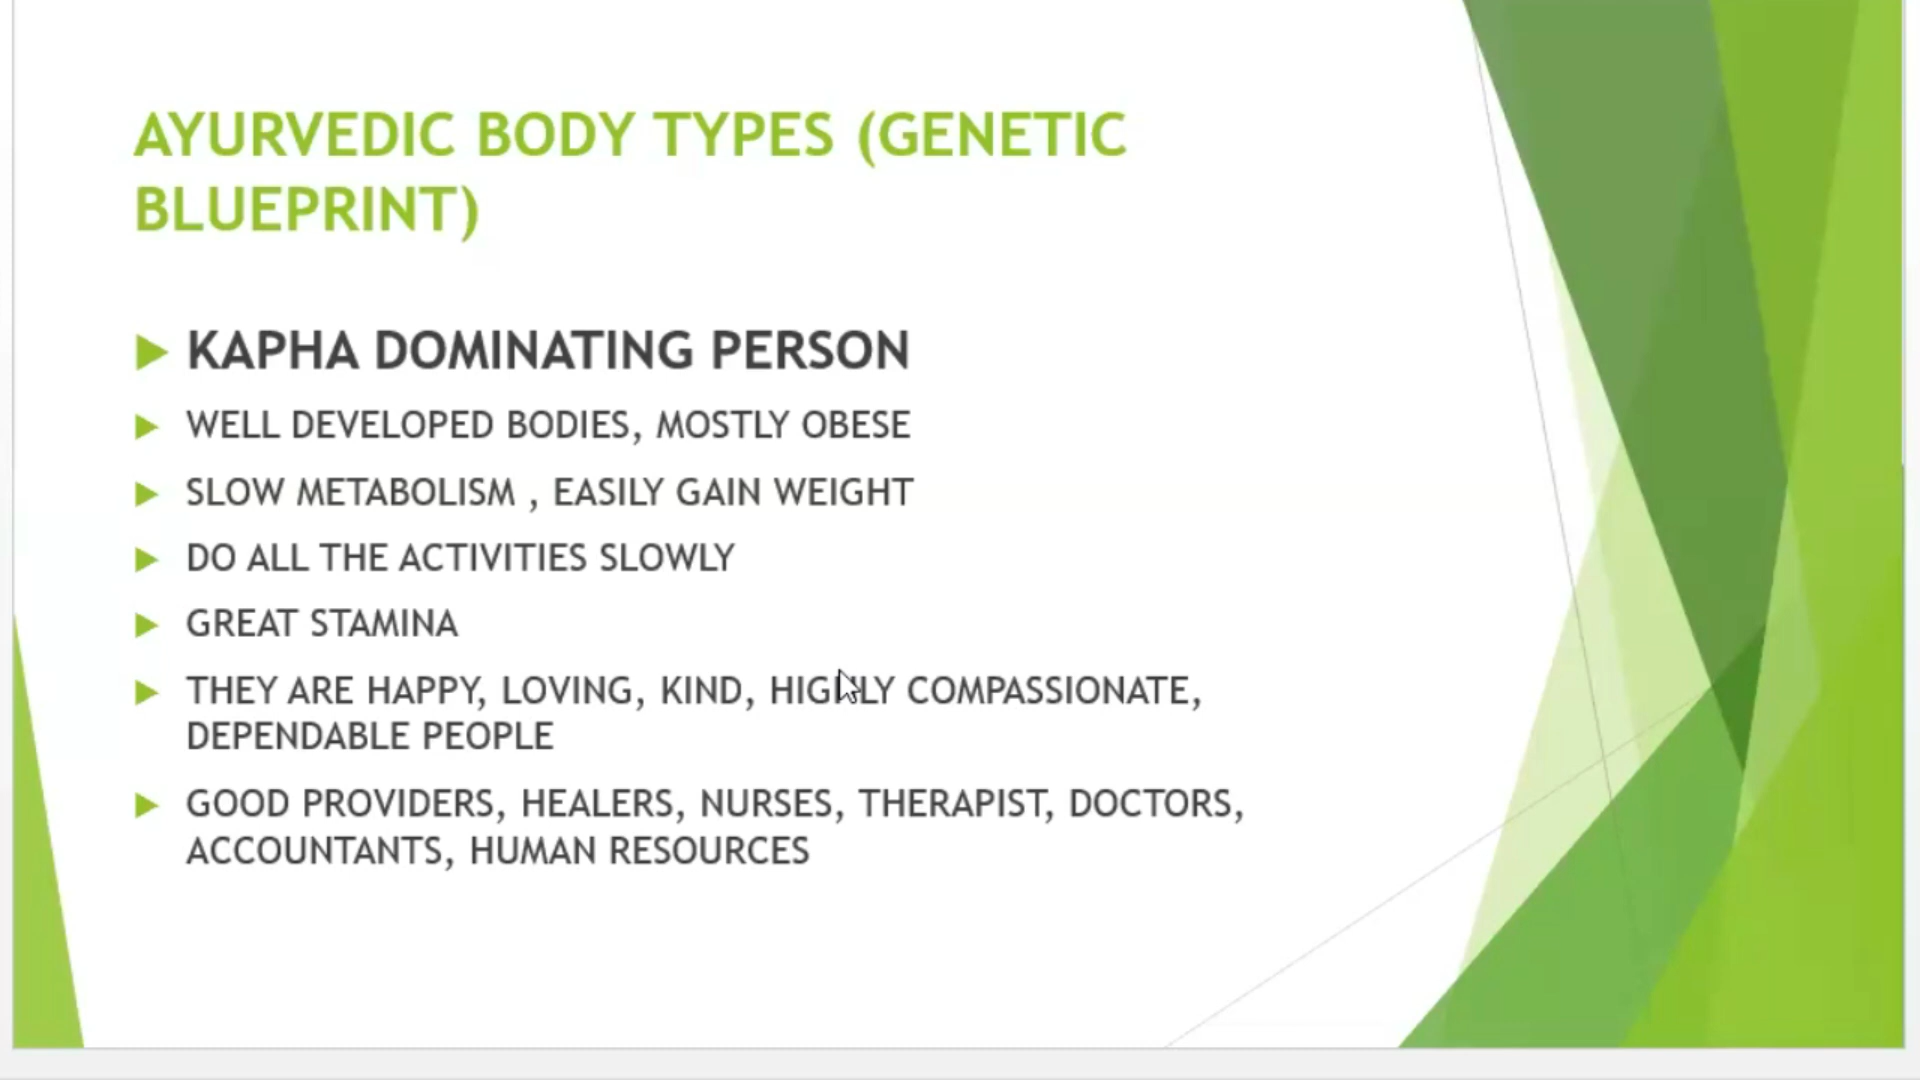 AYURVEDIC BODY TYPES (GENETIC
BLUEPRINT)
KAPHA DOMINATING PERSON
WELL DEVELOPED BODIES, MOSTLY OBESE
SLOW METABOLISM , EASILY GAIN WEIGHT
DO ALL THE ACTIVITIES SLOWLY
GREAT STAMINA
THEY ARE HAPPY, LOVING, KIND, HIGHLY COMPASSIONATE,
DEPENDABLE PEOPLE
GOOD PROVIDERS, HEALERS, NURSES, THERAPIST, DOCTORS,
ACCOUNTANTS, HUMAN RESOURCES